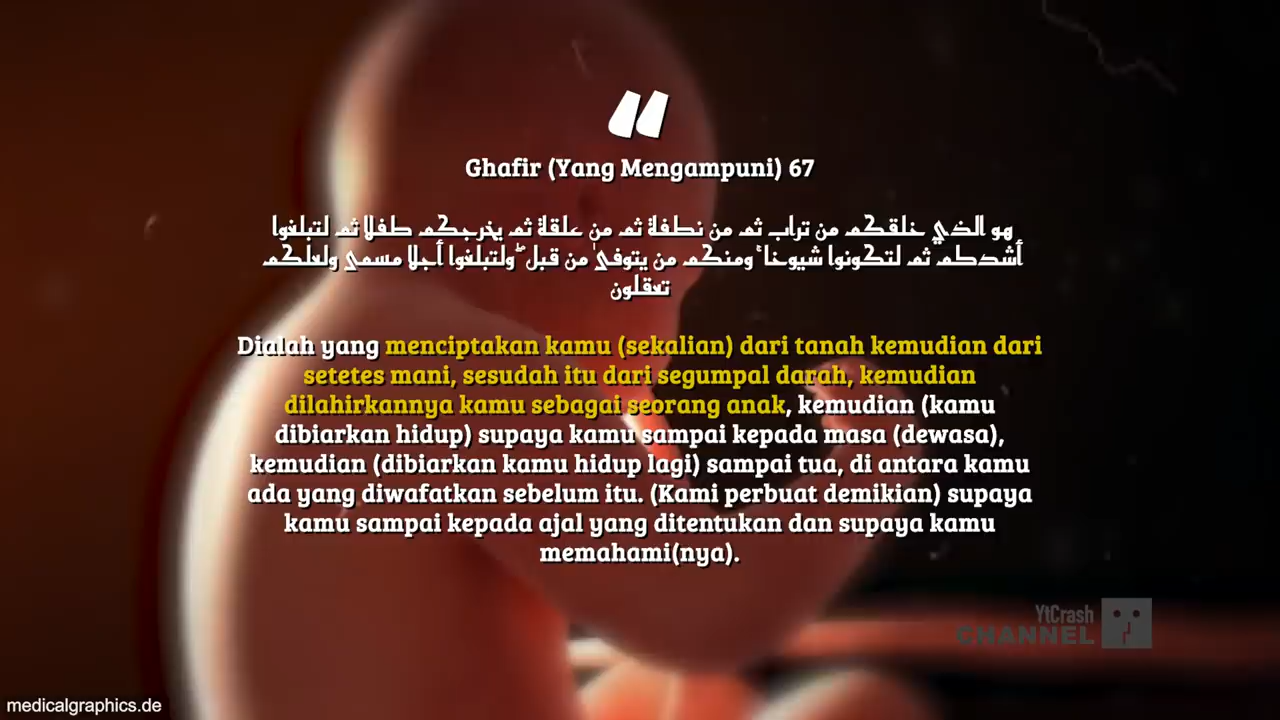 Ghafir (Yang Mengampuni) 67
هو الذي خلقكم من تراب ثم من نطفة ثم من علقة ثم يخرجكم طفلا ثم لتبلغوا
أشدكم ثم لتكونوا شيوخا ۚ ومنكم من يتوفىٰ من قبل ۖ ولتبلغوا أجلا مسمى ولعلكم
تعقلون
Dialah yang menciptakan kamu (sekalian) dari tanah kemudian dari
setetes mani, sesudah itu dari segumpal darah, kemudian
dilahirkannya kamu sebagai seorang anak, kemudian (kamu
dibiarkan hidup) supaya kamu sampai kepada masa (dewasa),
kemudian (dibiarkan kamu hidup lagi) sampai tua, di antara kamu
ada yang diwafatkan sebelum itu. (Kami perbuat demikian) supaya
kamu sampai kepada ajal yang ditentukan dan supaya kamu
memahami(nya).
YtCrash
CHANNEL
medicalgraphics.de